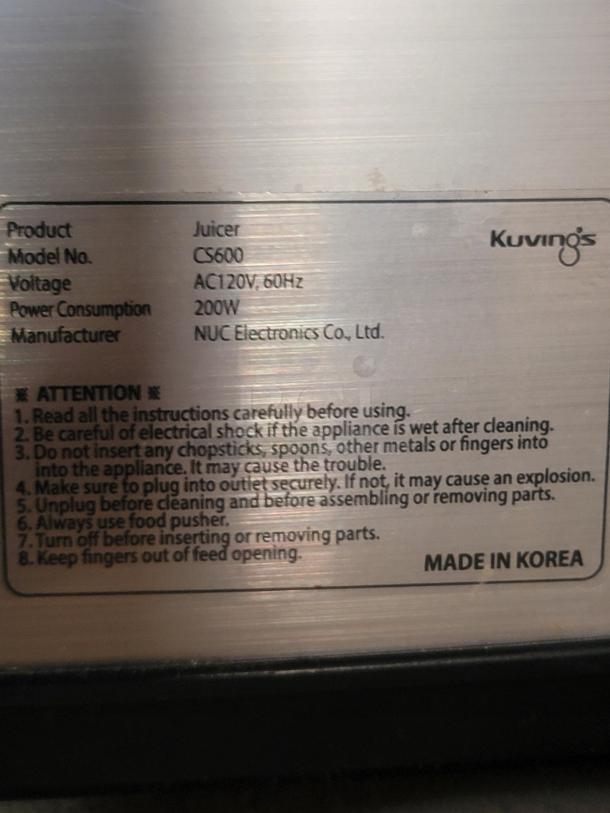 Product Juicer
Kuvings
Model No. CS600
Voltage AC120V, 60Hz
Power Consumption 200W
Manufacturer NUC Electronics Co., Ltd.
※ ATTENTION ※
1. Read all the instructions carefully before using.
2. Be careful of electrical shock if the appliance is wet after cleaning.
3. Do not insert any chopsticks, spoons, other metals or fingers into
into the appliance. It may cause the trouble.
4. Make sure to plug into outlet securely. If not, it may cause an explosion.
5. Unplug before cleaning and before assembling or removing parts.
6. Always use food pusher.
7. Turn off before inserting or removing parts.
8. Keep fingers out of feed opening.
MADE IN KOREA